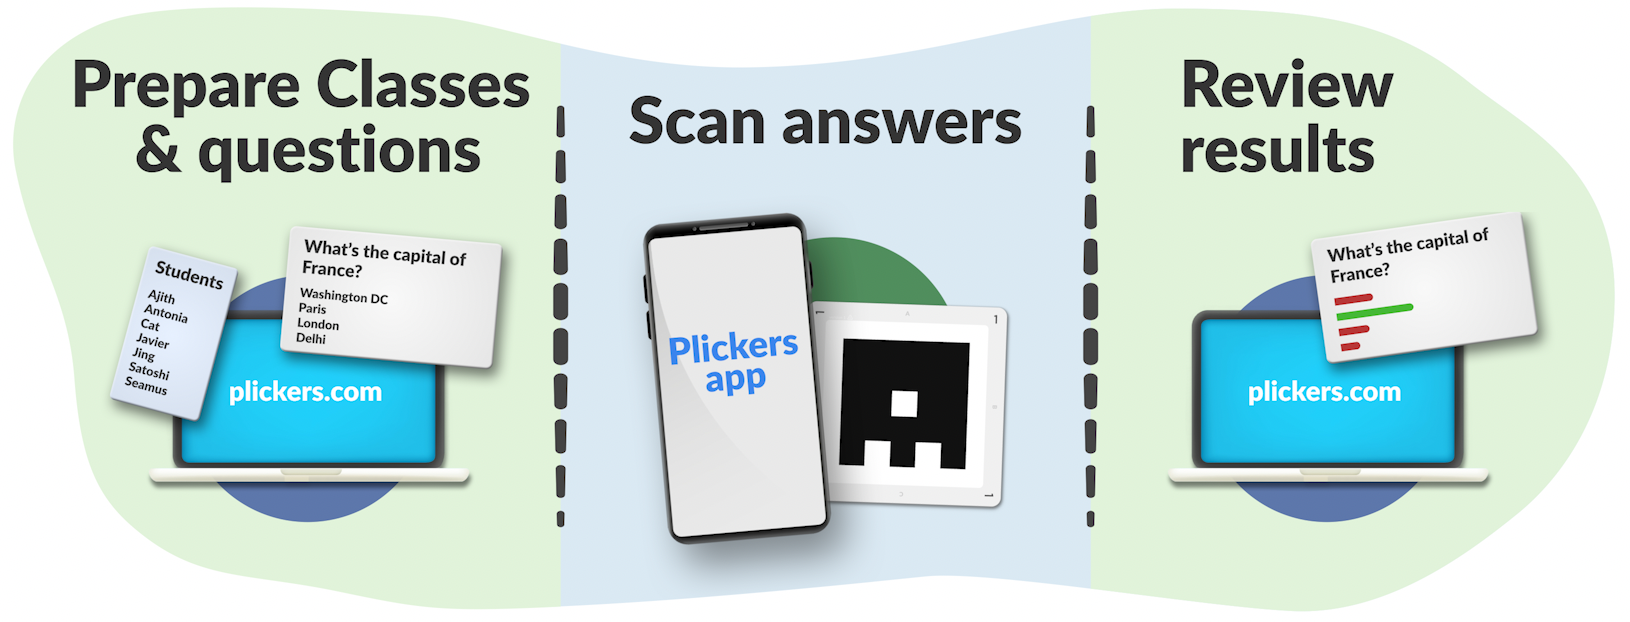 Prepare Classes
& questions
Students
Ajith
Antonia
Cat
Javier
Jing
Satoshi
Seamus
What's the capital of
France?
Washington DC
Paris
London
Delhi
plickers.com
Scan answers
Plickers
app
1
1
Review
results
What's the capital of
France?
plickers.com